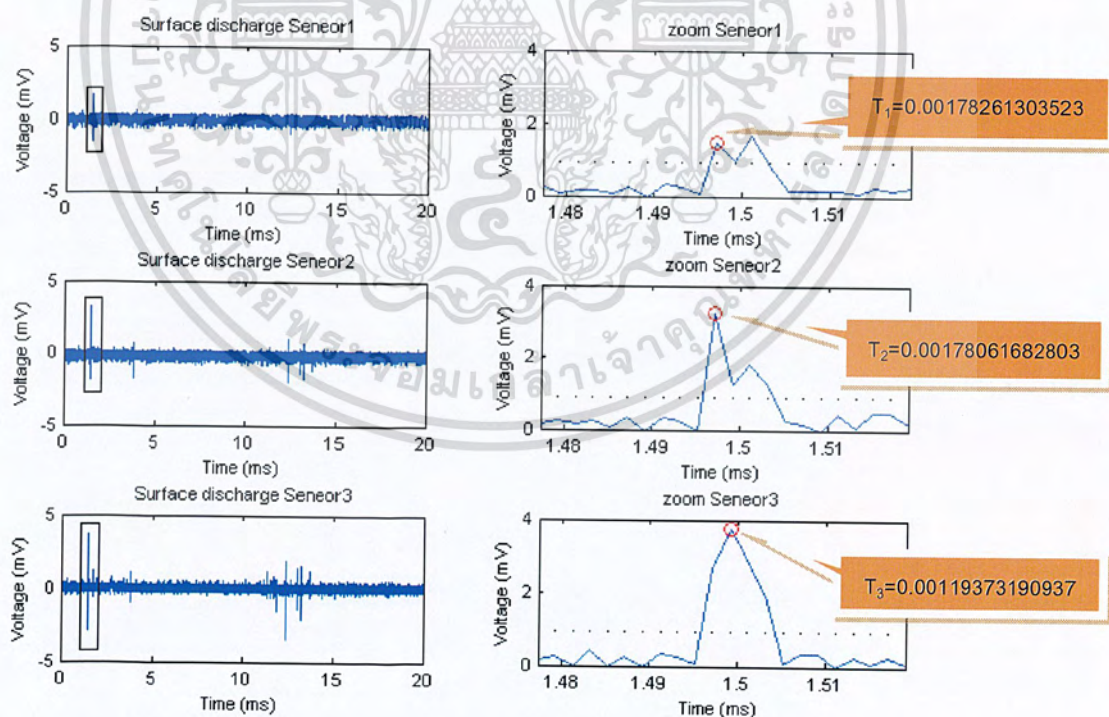 Surface discharge Seneor1
5
0
-5
Voltage (mV)
0 5 10 15 20
Time (ms)
zoom Seneor1
4
2
0
Voltage (mV)
1.48 1.49 1.5 1.51
Time (ms)
T1=0.00178261303523
Surface discharge Seneor2
5
0
-5
Voltage (mV)
0 5 10 15 20
Time (ms)
zoom Seneor2
4
2
0
Voltage (mV)
1.48 1.49 1.5 1.51
Time (ms)
T2=0.00178061682803
Surface discharge Seneor3
5
0
-5
Voltage (mV)
0 5 10 15 20
Time (ms)
zoom Seneor3
4
2
0
Voltage (mV)
1.48 1.49 1.5 1.51
Time (ms)
T3=0.00119373190937